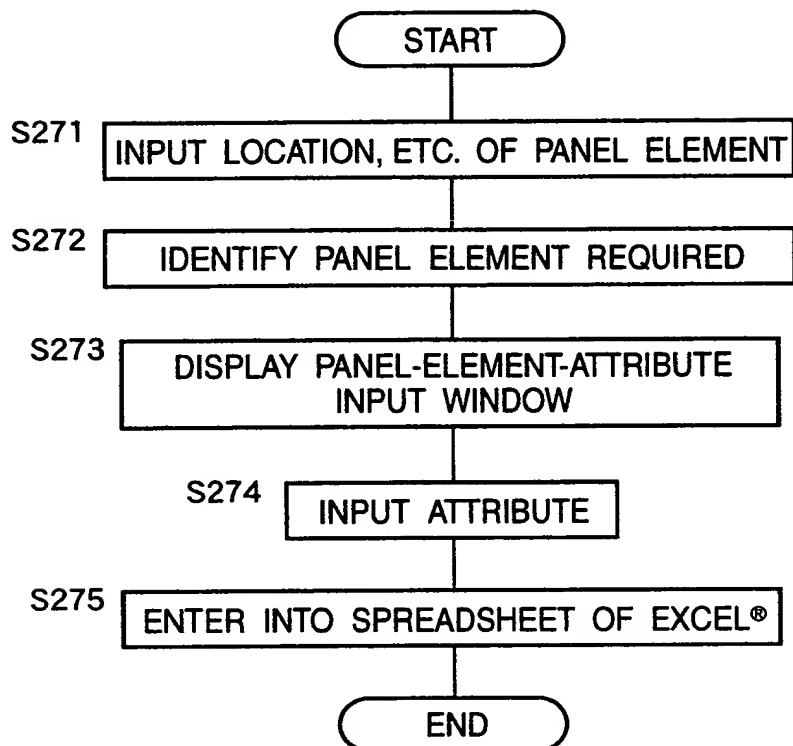 START
S271
INPUT LOCATION, ETC. OF PANEL ELEMENT
S272
IDENTIFY PANEL ELEMENT REQUIRED
S273
DISPLAY PANEL-ELEMENT-ATTRIBUTE
INPUT WINDOW
S274
INPUT ATTRIBUTE
S275
ENTER INTO SPREADSHEET OF EXCEL®
END